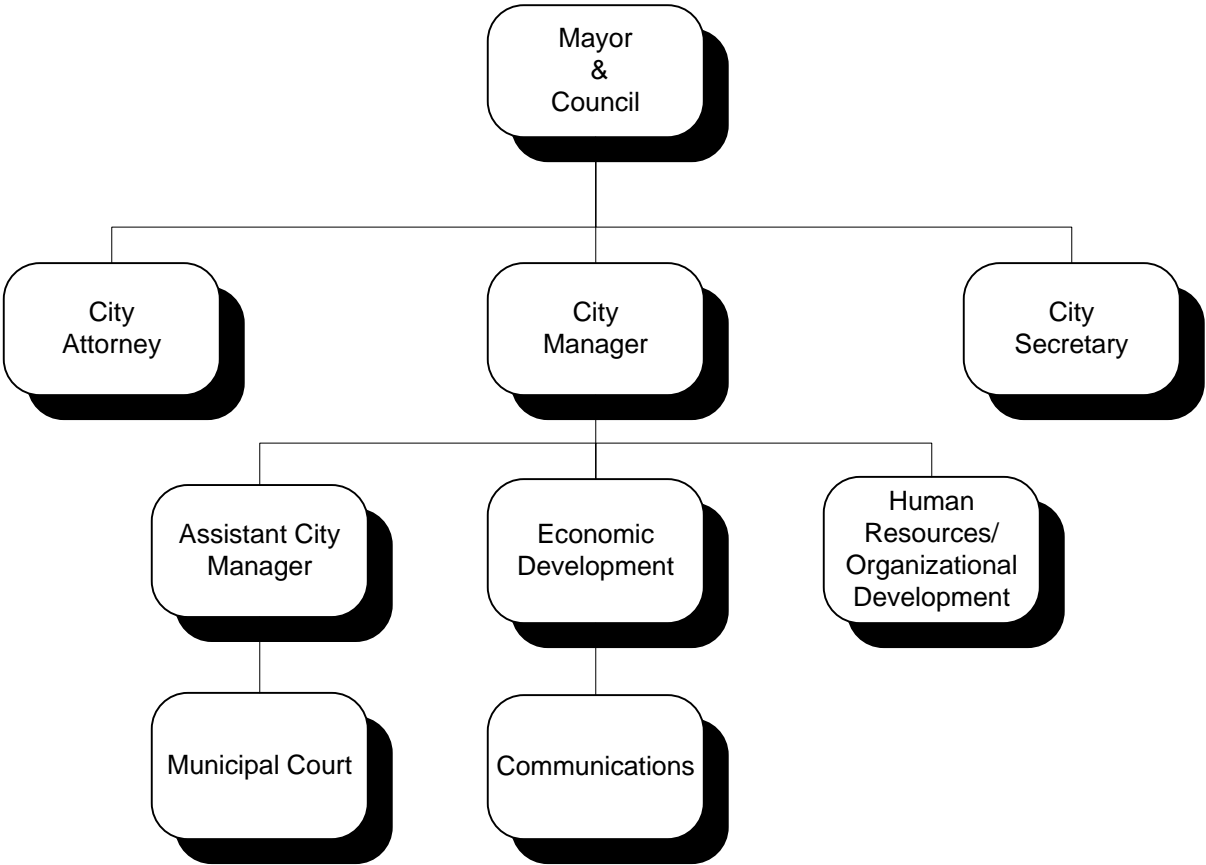 Mayor
&
Council
City
Attorney
City
Manager
City
Secretary
Assistant City
Manager
Economic
Development
Human
Resources/
Organizational
Development
Municipal Court
Communications